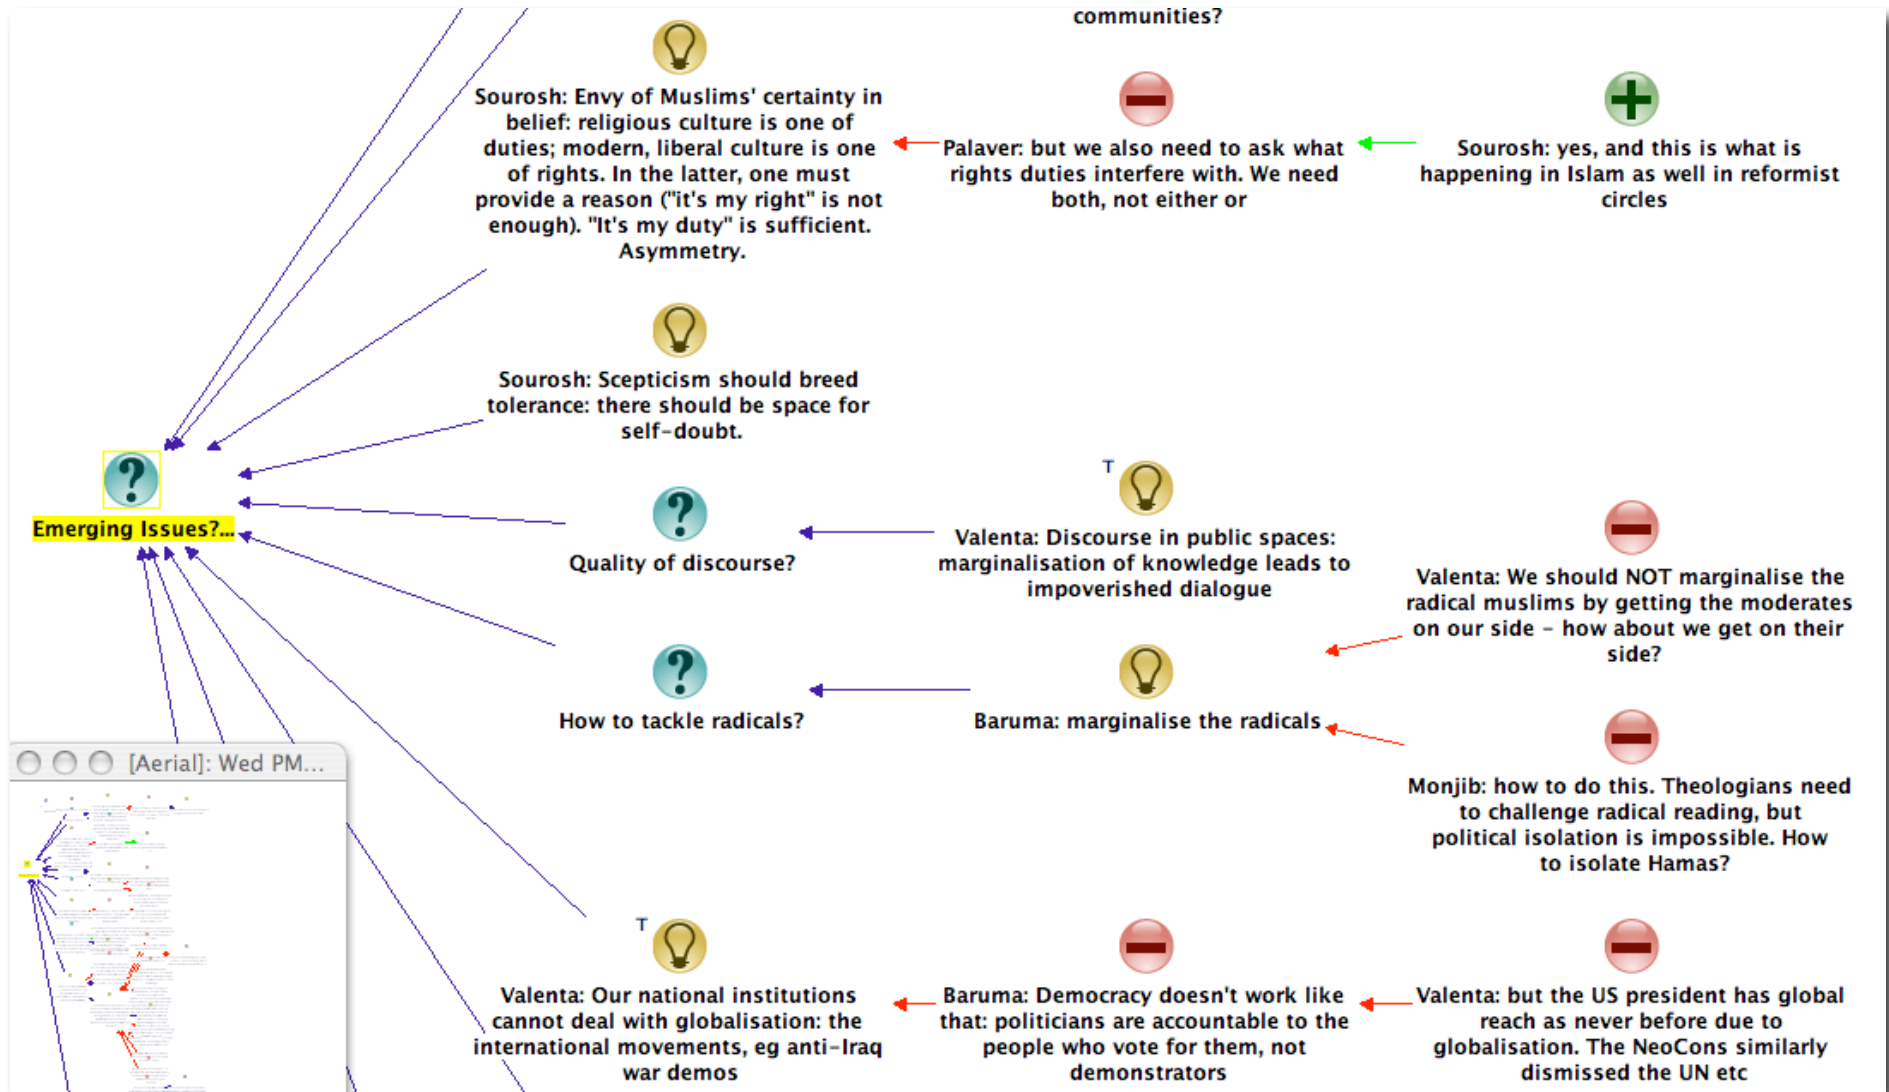 communities?
Sourosh: Envy of Muslims' certainty in
belief: religious culture is one of
duties; modern, liberal culture is one
of rights. In the latter, one must
provide a reason ("it's my right" is not
enough). "It's my duty" is sufficient.
Asymmetry.
Palaver: but we also need to ask what
rights duties interfere with. We need
both, not either or
Sourosh: yes, and this is what is
happening in Islam as well in reformist
circles
Sourosh: Scepticism should breed
tolerance: there should be space for
self-doubt.
?
Emerging Issues?...
?
Quality of discourse?
T
Valenta: Discourse in public spaces:
marginalisation of knowledge leads to
impoverished dialogue
Valenta: We should NOT marginalise the
radical muslims by getting the moderates
on our side - how about we get on their
side?
?
How to tackle radicals?
Baruma: marginalise the radicals
Monjib: how to do this. Theologians need
to challenge radical reading, but
political isolation is impossible. How
to isolate Hamas?
[Aerial]: Wed PM...
T
Valenta: Our national institutions
cannot deal with globalisation: the
international movements, eg anti-Iraq
war demos
Baruma: Democracy doesn't work like
that: politicians are accountable to the
people who vote for them, not
demonstrators
Valenta: but the US president has global
reach as never before due to
globalisation. The NeoCons similarly
dismissed the UN etc